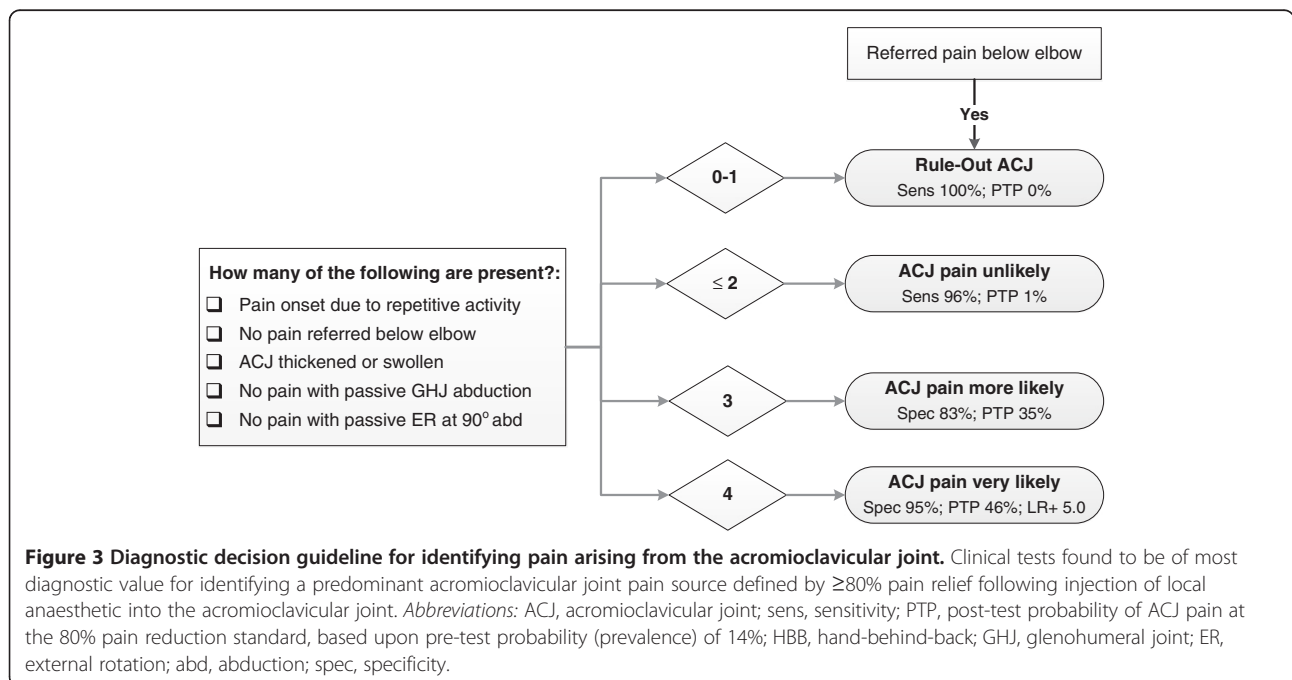 Referred pain below elbow
Yes
0-1
Rule-Out ACJ
Sens 100%; PTP 0%
How many of the following are present?:
❑ Pain onset due to repetitive activity
❑ No pain referred below elbow
❑ ACJ thickened or swollen
❑ No pain with passive GHJ abduction
❑ No pain with passive ER at 90° abd
≤ 2
ACJ pain unlikely
Sens 96%; PTP 1%
3
ACJ pain more likely
Spec 83%; PTP 35%
4
ACJ pain very likely
Spec 95%; PTP 46%; LR+ 5.0
Figure 3 Diagnostic decision guideline for identifying pain arising from the acromioclavicular joint. Clinical tests found to be of most
diagnostic value for identifying a predominant acromioclavicular joint pain source defined by ≥80% pain relief following injection of local
anaesthetic into the acromioclavicular joint. Abbreviations: ACJ, acromioclavicular joint; sens, sensitivity; PTP, post-test probability of ACJ pain at
the 80% pain reduction standard, based upon pre-test probability (prevalence) of 14%; HBB, hand-behind-back; GHJ, glenohumeral joint; ER,
external rotation; abd, abduction; spec, specificity.